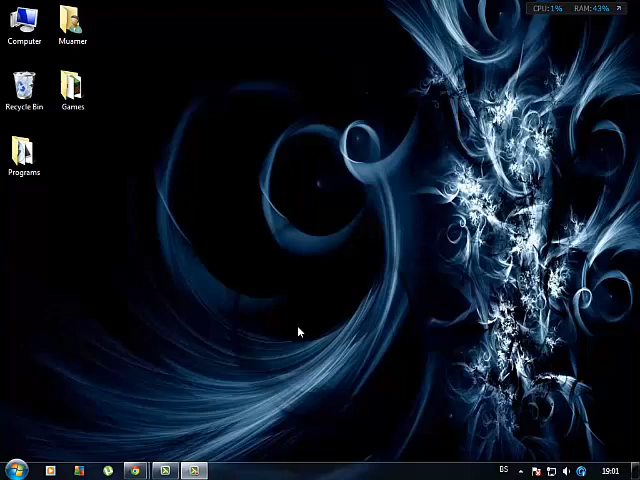 CPU:1% RAM:43%
Computer
Muamer
Recycle Bin
Games
Programs
BS
19:01